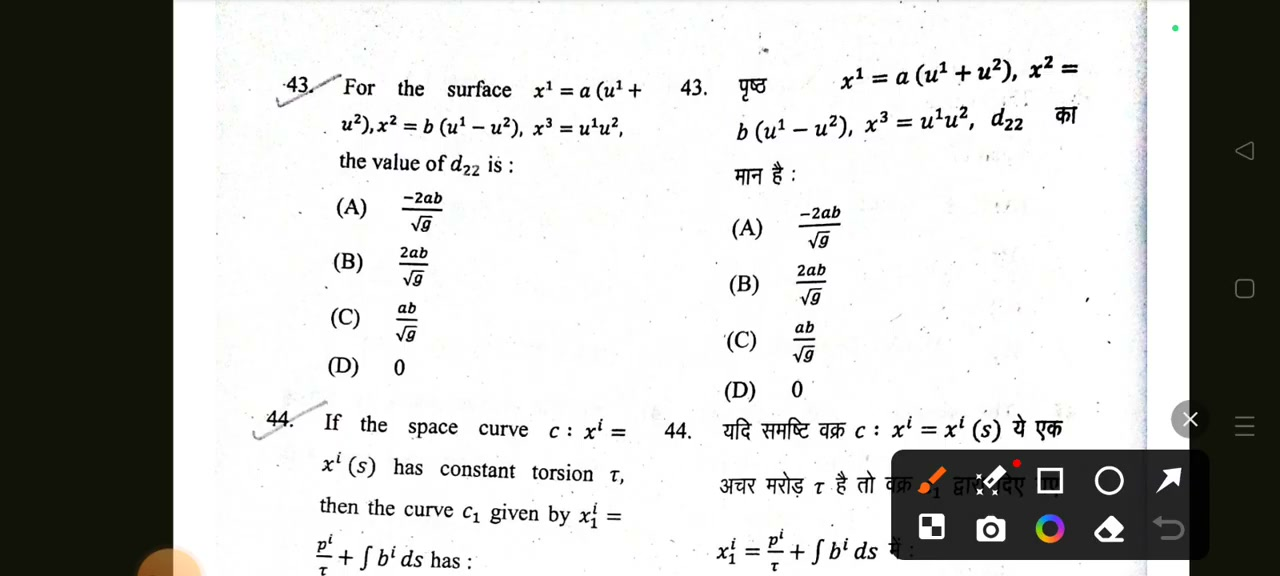 43. For the surface x¹ = a (u¹ +
u²), x² = b (u¹ − u²), x³ = u¹u²,
the value of d₂₂ is :
(A) −2ab/√g
(B) 2ab/√g
(C) ab/√g
(D) 0
44. If the space curve c : xⁱ =
xⁱ (s) has constant torsion τ,
then the curve c₁ given by x₁ⁱ =
pⁱ/τ + ∫ bⁱ ds has :
43. पृष्ठ x¹ = a (u¹ + u²), x² =
b (u¹ − u²), x³ = u¹u², d₂₂ का
मान है :
(A) −2ab/√g
(B) 2ab/√g
(C) ab/√g
(D) 0
44. यदि समष्टि वक्र c : xⁱ = xⁱ (s) ये एक
अचर मरोड़ τ है तो वक्र
x₁ⁱ = pⁱ/τ + ∫ bⁱ ds